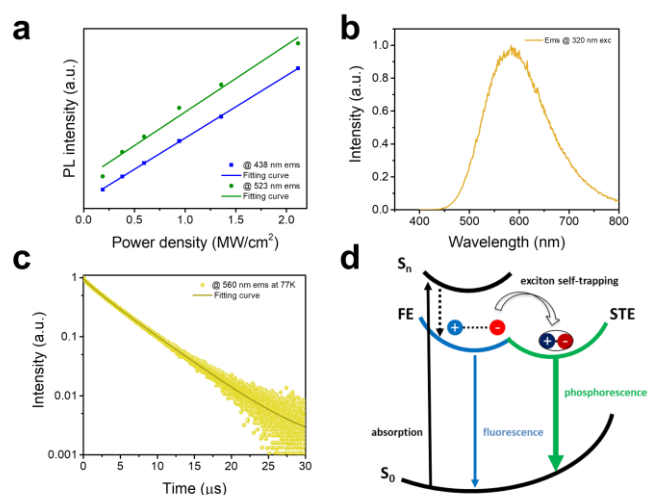 a
PL intensity (a.u.)
@ 438 nm ems
Fitting curve
@ 523 nm ems
Fitting curve
0.0 0.5 1.0 1.5 2.0
Power density (MW/cm²)
b
Intensity (a.u.)
1.0
0.8
0.6
0.4
0.2
0.0
Ems @ 320 nm exc
400 500 600 700 800
Wavelength (nm)
c
Intensity (a.u.)
1
0.1
0.01
0.001
@ 560 nm ems at 77K
Fitting curve
0 5 10 15 20 25 30
Time (μs)
d
Sₙ
exciton self-trapping
FE
STE
+ -
+ -
phosphorescence
absorption
fluorescence
S₀